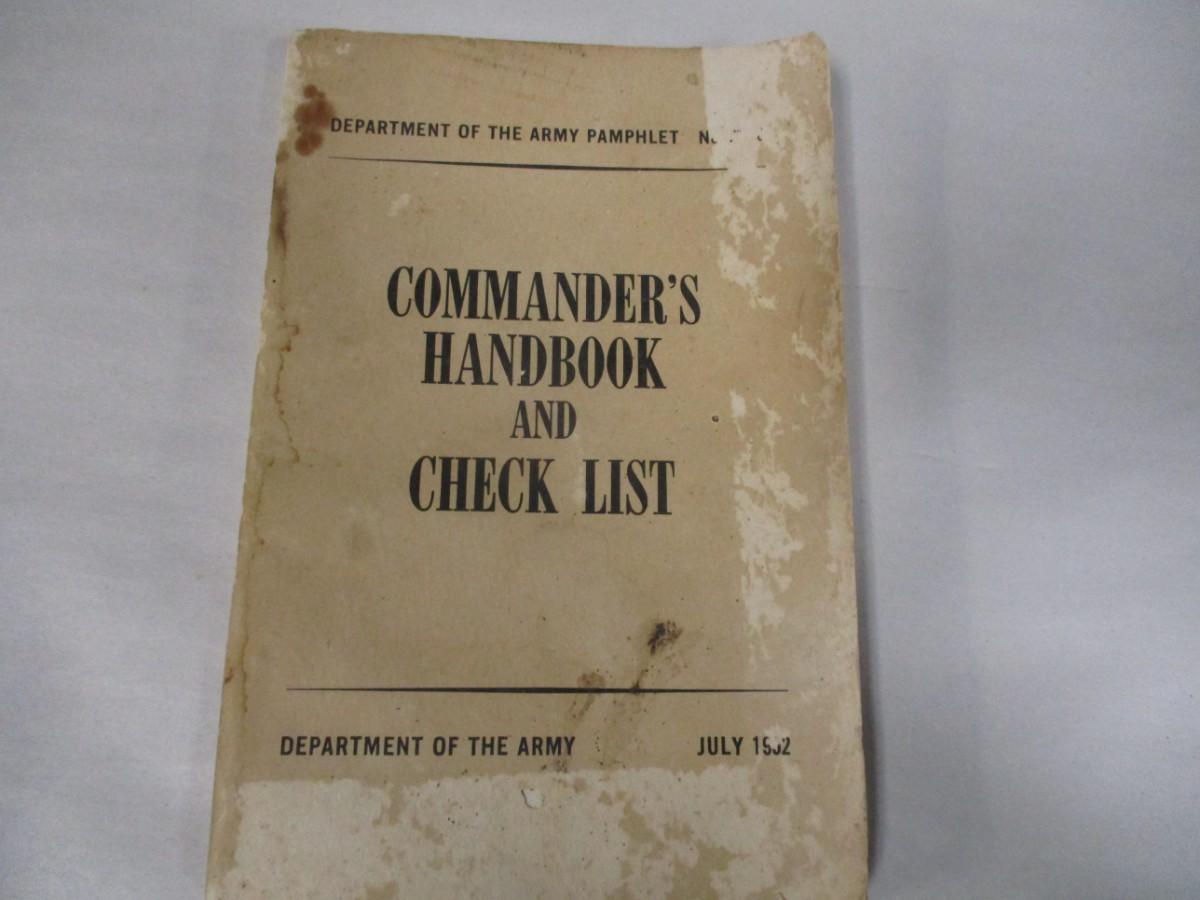 DEPARTMENT OF THE ARMY PAMPHLET
COMMANDER'S
HANDBOOK
AND
CHECK LIST
DEPARTMENT OF THE ARMY JULY